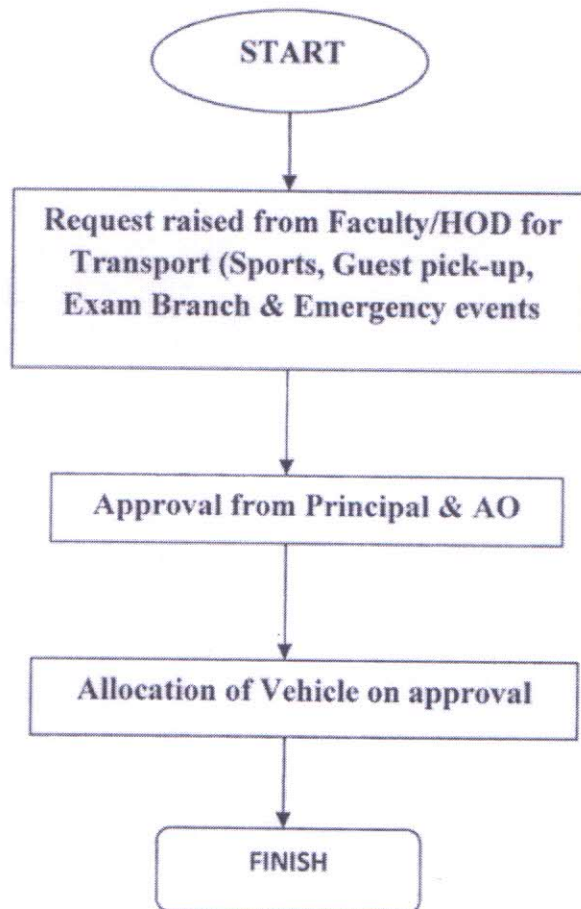 START
Request raised from Faculty/HOD for
Transport (Sports, Guest pick-up,
Exam Branch & Emergency events
Approval from Principal & AO
Allocation of Vehicle on approval
FINISH